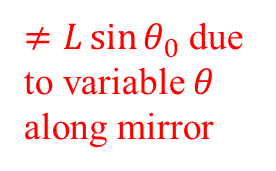 ≠ L sin θ₀ due
to variable θ
along mirror